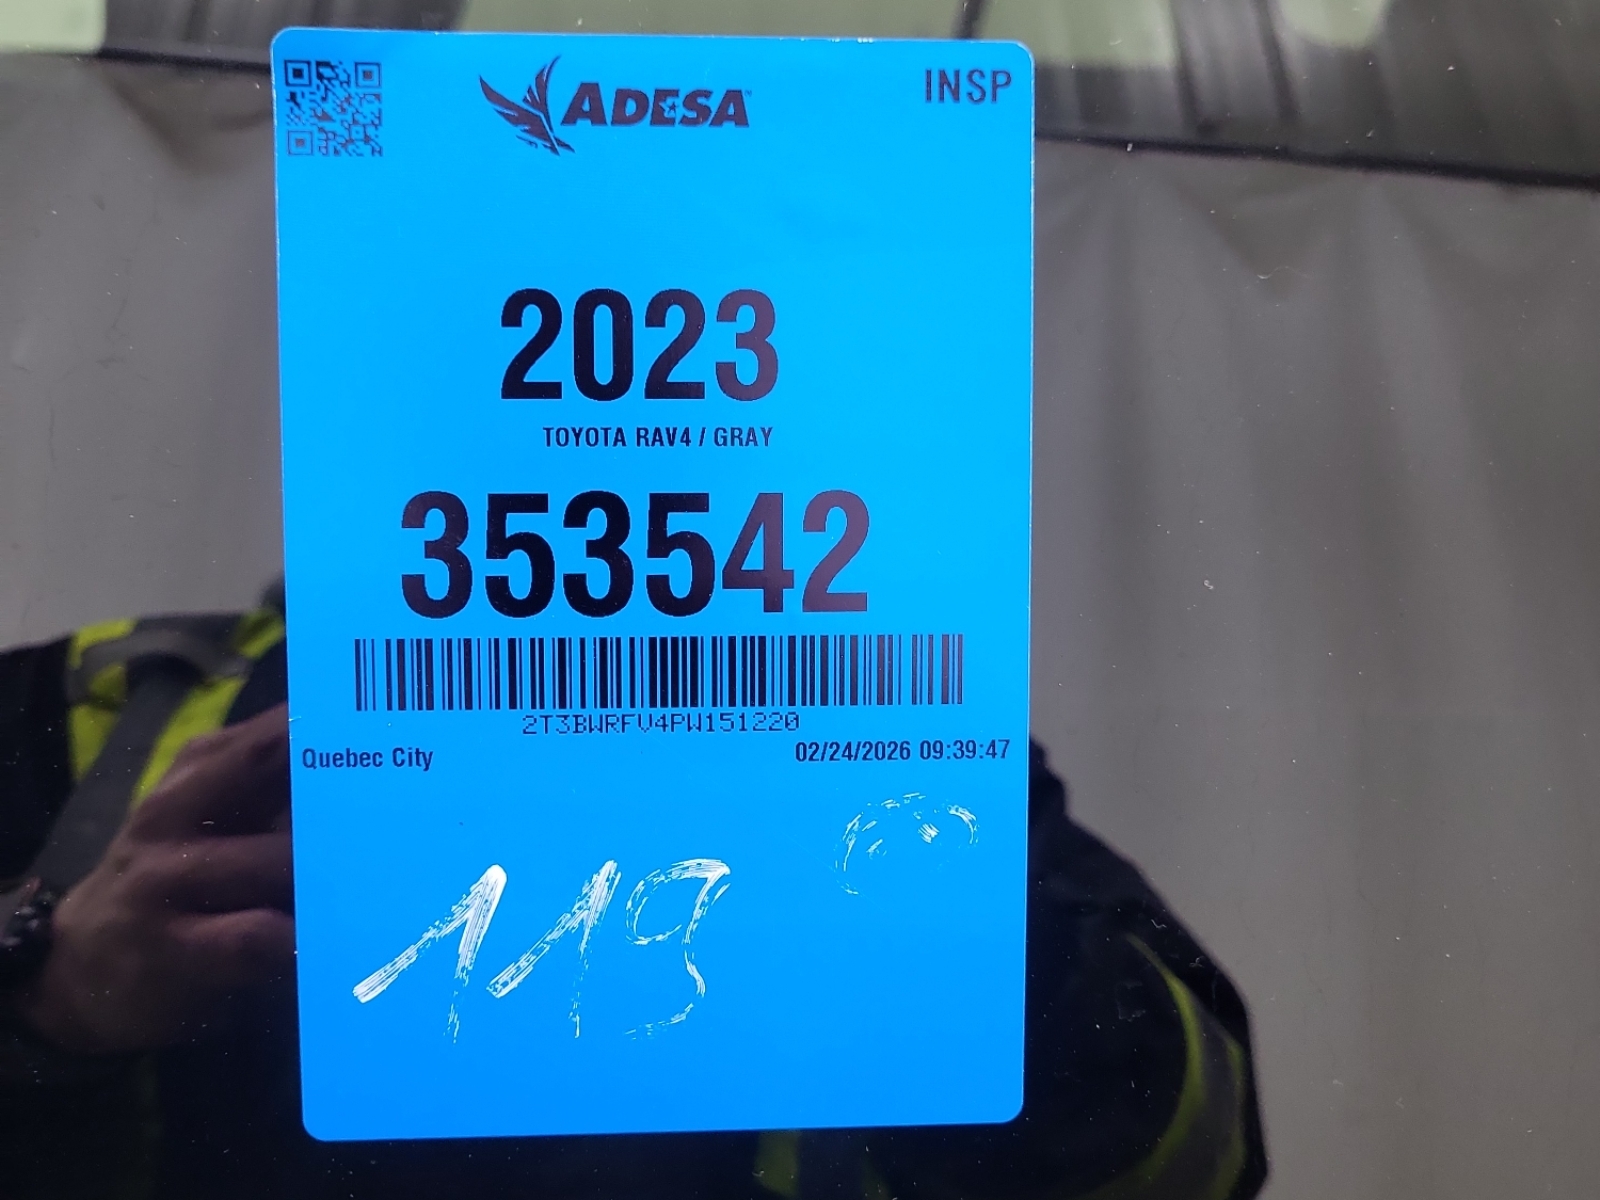 ADESA
INSP
2023
TOYOTA RAV4 / GRAY
353542
2T3BWRFV4PW151220
Quebec City
02/24/2026 09:39:47
119